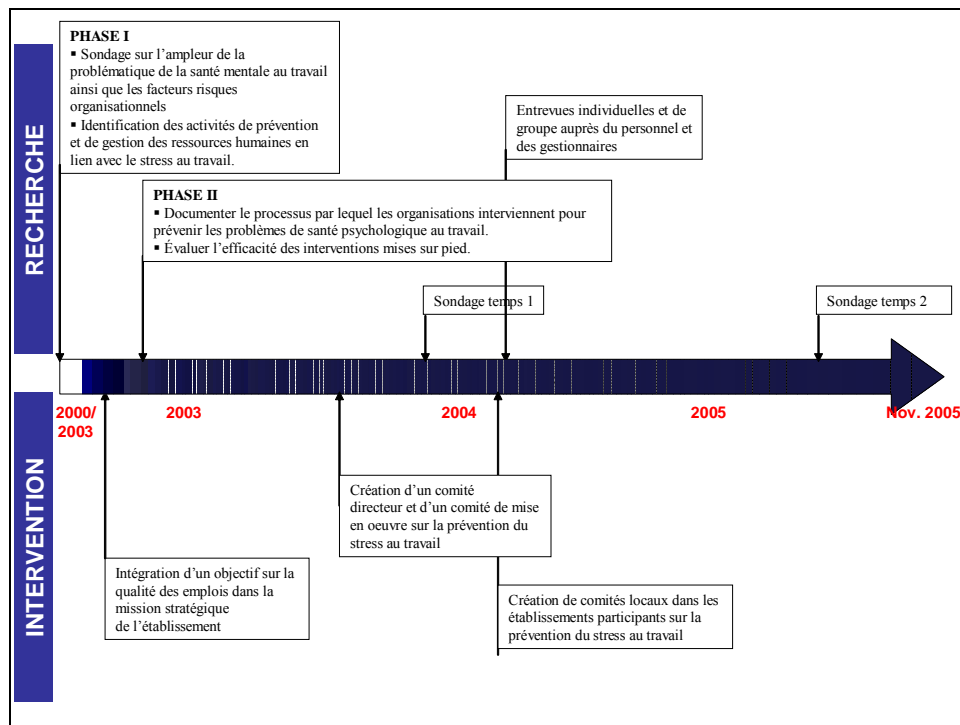 RECHERCHE
PHASE I
▪ Sondage sur l'ampleur de la
problématique de la santé mentale au travail
ainsi que les facteurs risques
organisationnels
▪ Identification des activités de prévention
et de gestion des ressources humaines en
lien avec le stress au travail.
Entrevues individuelles et de
groupe auprès du personnel et
des gestionnaires
PHASE II
▪ Documenter le processus par lequel les organisations interviennent pour
prévenir les problèmes de santé psychologique au travail.
▪ Évaluer l'efficacité des interventions mises sur pied.
Sondage temps 1
Sondage temps 2
2000/
2003
2003
2004
2005
Nov. 2005
INTERVENTION
Création d'un comité
directeur et d'un comité de mise
en oeuvre sur la prévention du
stress au travail
Intégration d'un objectif sur la
qualité des emplois dans la
mission stratégique
de l'établissement
Création de comités locaux dans les
établissements participants sur la
prévention du stress au travail